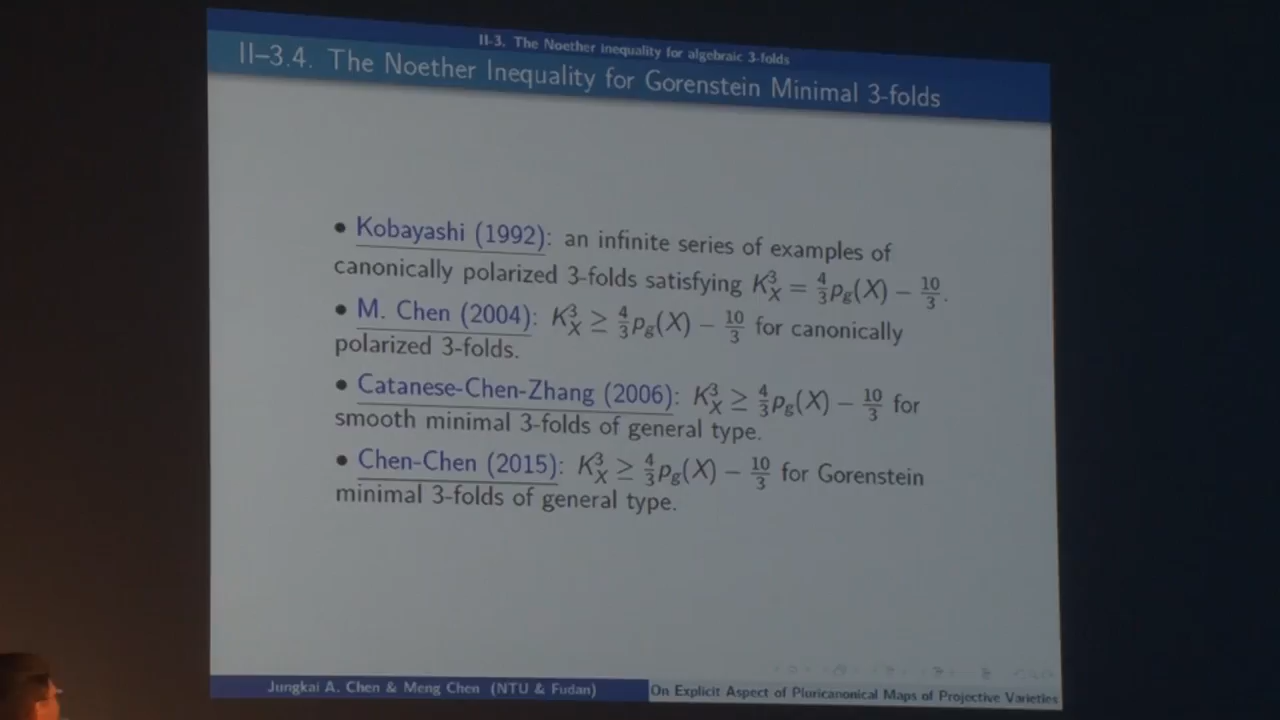 II-3. The Noether inequality for algebraic 3-folds
II–3.4. The Noether Inequality for Gorenstein Minimal 3-folds
• Kobayashi (1992): an infinite series of examples of
canonically polarized 3-folds satisfying K_X^3 = 4/3 p_g(X) − 10/3.
• M. Chen (2004): K_X^3 ≥ 4/3 p_g(X) − 10/3 for canonically
polarized 3-folds.
• Catanese-Chen-Zhang (2006): K_X^3 ≥ 4/3 p_g(X) − 10/3 for
smooth minimal 3-folds of general type.
• Chen-Chen (2015): K_X^3 ≥ 4/3 p_g(X) − 10/3 for Gorenstein
minimal 3-folds of general type.
Jungkai A. Chen & Meng Chen (NTU & Fudan)
On Explicit Aspect of Pluricanonical Maps of Projective Varieties